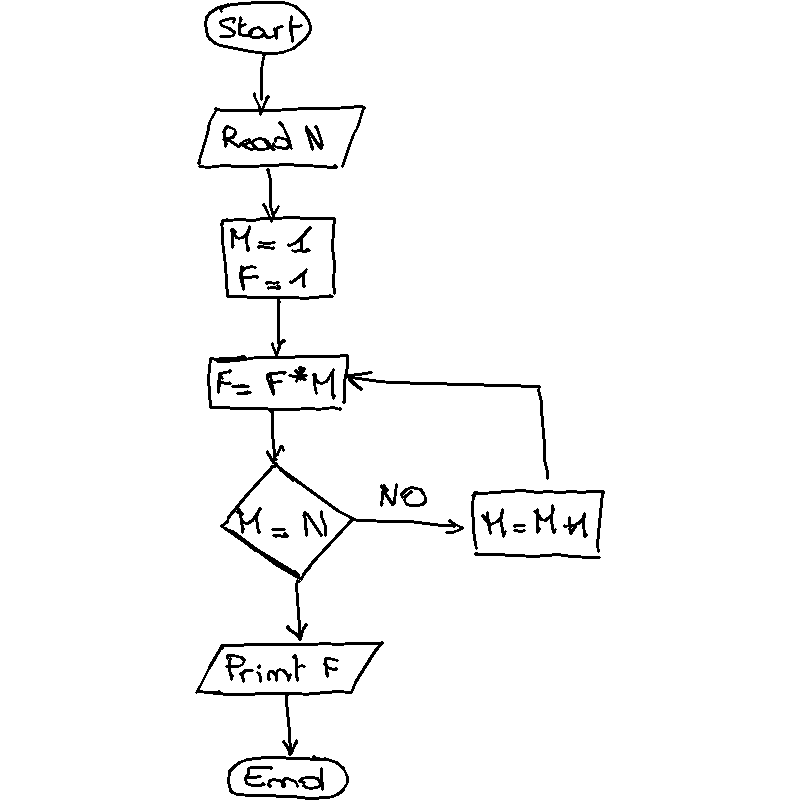 Start
Read N
M = 1
F = 1
F = F * M
M = N
NO
M = M + 1
Print F
End